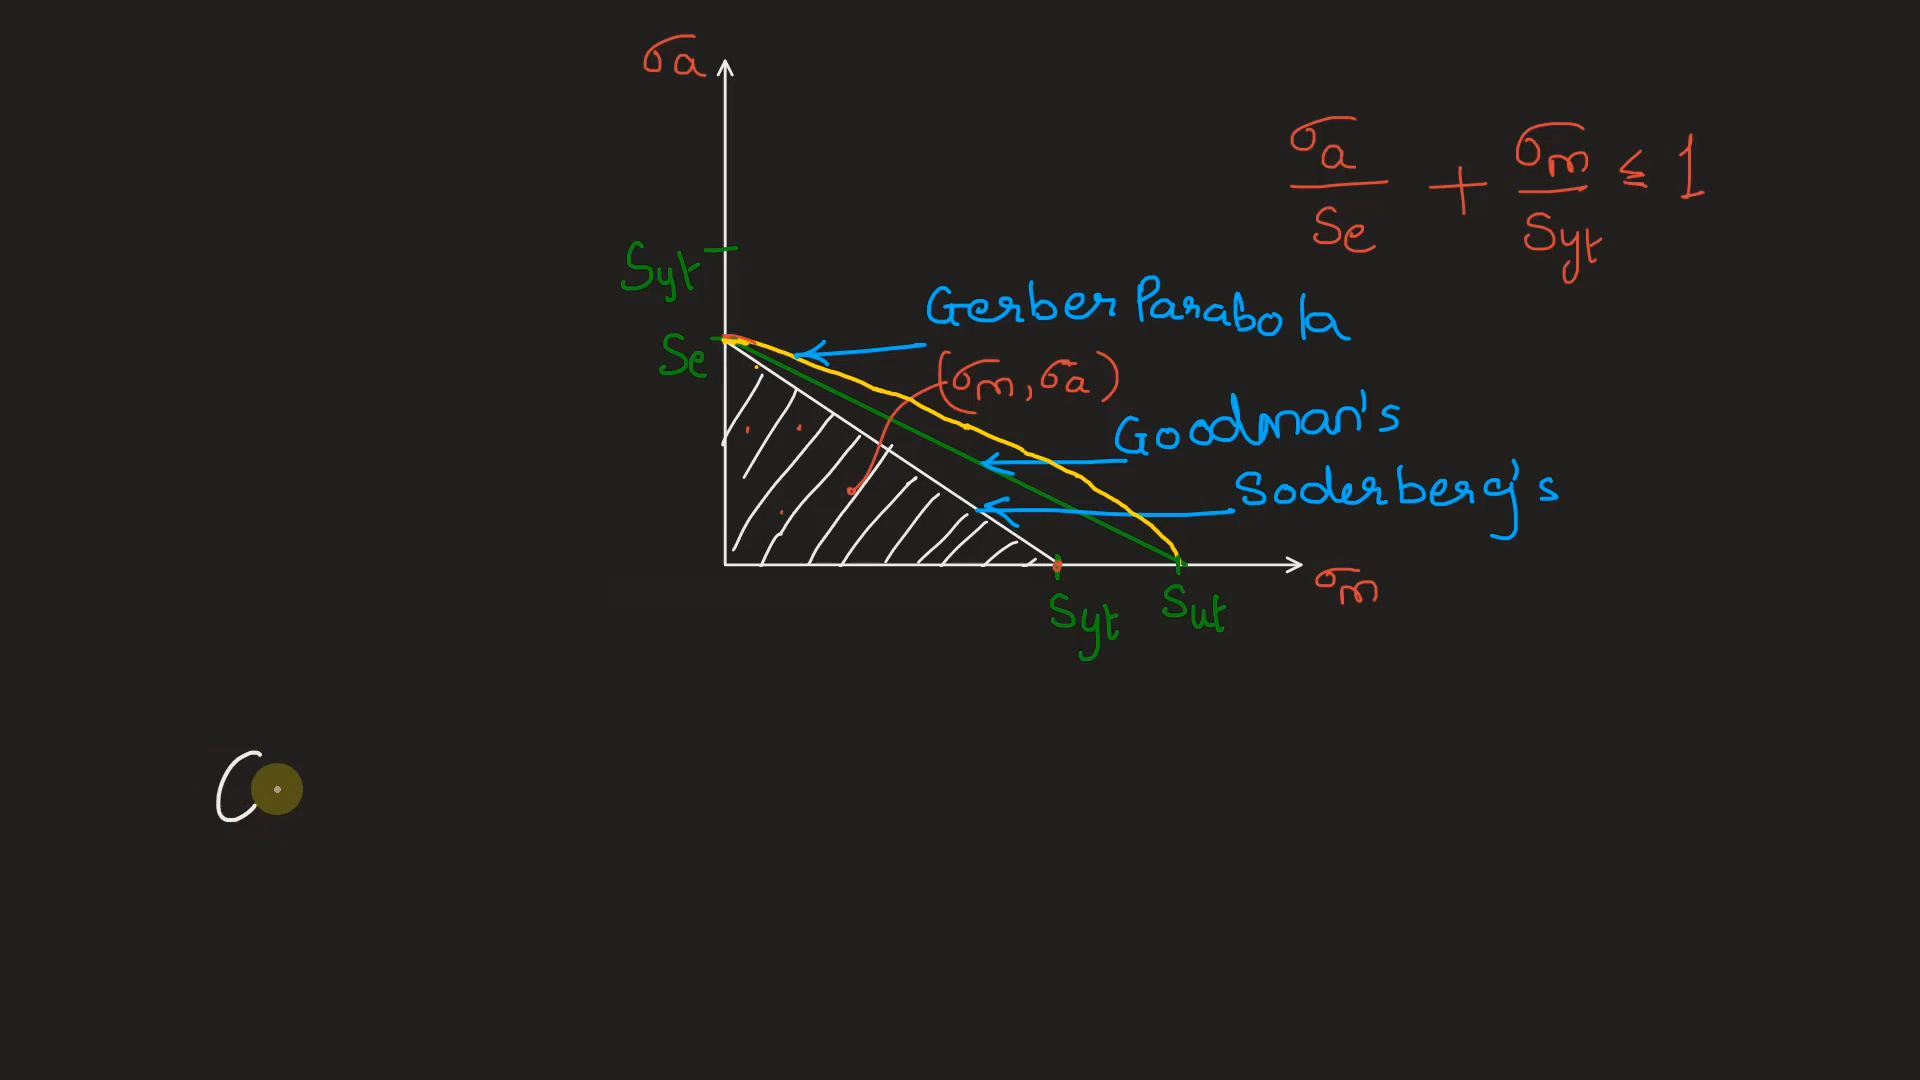 σa
σa/Se + σm/Syt ≤ 1
Syt
Gerber Parabola
Se
(σm, σa)
Goodman's
Soderberg's
σm
Syt
Sut
C